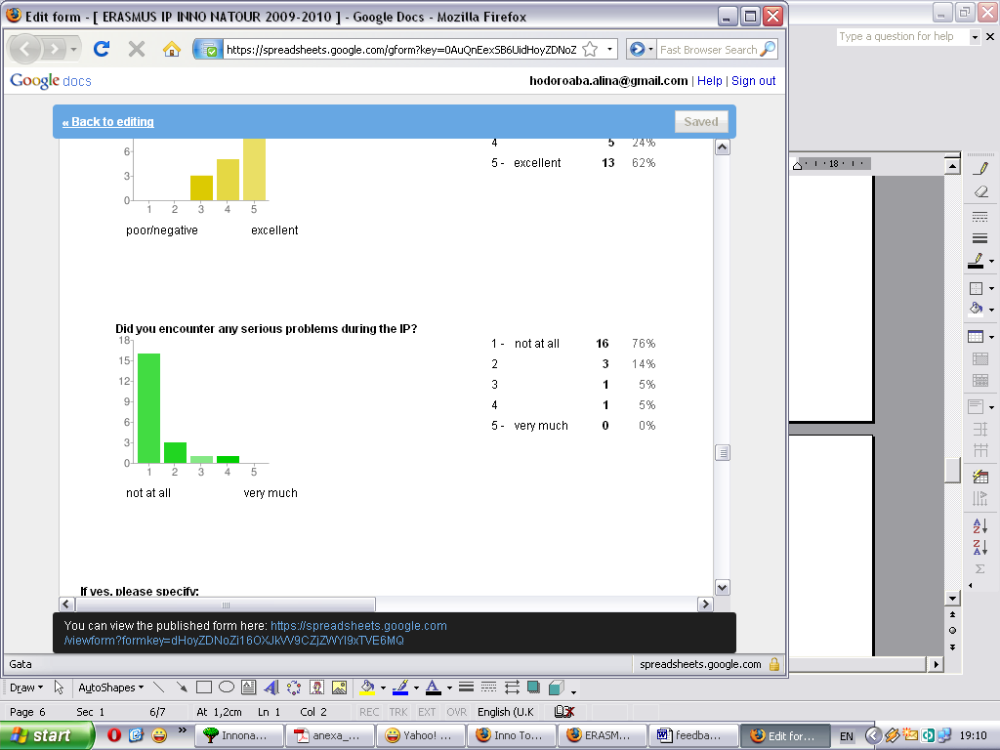 Edit form - [ ERASMUS IP INNO NATOUR 2009-2010 ] - Google Docs - Mozilla Firefox
Type a question for help
https://spreadsheets.google.com/gform?key=0AuQnEexSB6UidHoyZDNoZ
Fast Browser Search
Google docs
hodoroaba.alina@gmail.com | Help | Sign out
« Back to editing
Saved
4 5 24%
5 - excellent 13 62%
6
3
0
1 2 3 4 5
poor/negative excellent
18
Did you encounter any serious problems during the IP?
18
15
12
9
6
3
0
1 2 3 4 5
not at all very much
1 - not at all 16 76%
2 3 14%
3 1 5%
4 1 5%
5 - very much 0 0%
If yes, please specify:
You can view the published form here: https://spreadsheets.google.com
/viewform?formkey=dHoyZDNoZi16OXJkVV9CZjZWYl9xTVE6MQ
Gata
spreadsheets.google.com
Draw AutoShapes
Page 6 Sec 1 6/7 At 1,2cm Ln 1 Col 2 REC TRK EXT OVR English (U.K
start
Innona...
anexa_...
Yahoo! ...
Inno To...
ERASM...
feedba...
Edit for...
EN
19:10